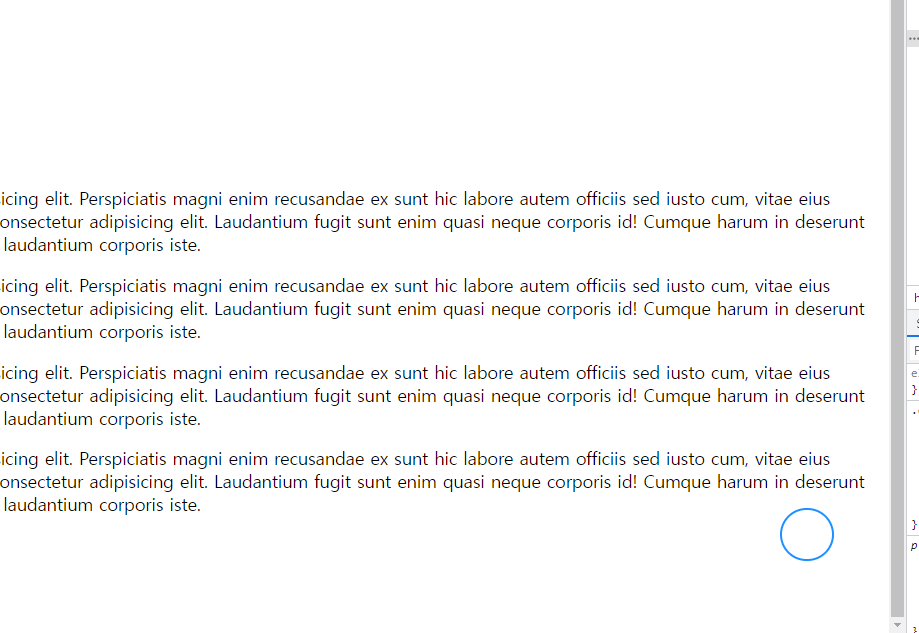 icing elit. Perspiciatis magni enim recusandae ex sunt hic labore autem officiis sed iusto cum, vitae eius
onsectetur adipisicing elit. Laudantium fugit sunt enim quasi neque corporis id! Cumque harum in deserunt
laudantium corporis iste.
icing elit. Perspiciatis magni enim recusandae ex sunt hic labore autem officiis sed iusto cum, vitae eius
onsectetur adipisicing elit. Laudantium fugit sunt enim quasi neque corporis id! Cumque harum in deserunt
laudantium corporis iste.
icing elit. Perspiciatis magni enim recusandae ex sunt hic labore autem officiis sed iusto cum, vitae eius
onsectetur adipisicing elit. Laudantium fugit sunt enim quasi neque corporis id! Cumque harum in deserunt
laudantium corporis iste.
icing elit. Perspiciatis magni enim recusandae ex sunt hic labore autem officiis sed iusto cum, vitae eius
onsectetur adipisicing elit. Laudantium fugit sunt enim quasi neque corporis id! Cumque harum in deserunt
laudantium corporis iste.
}
}
p